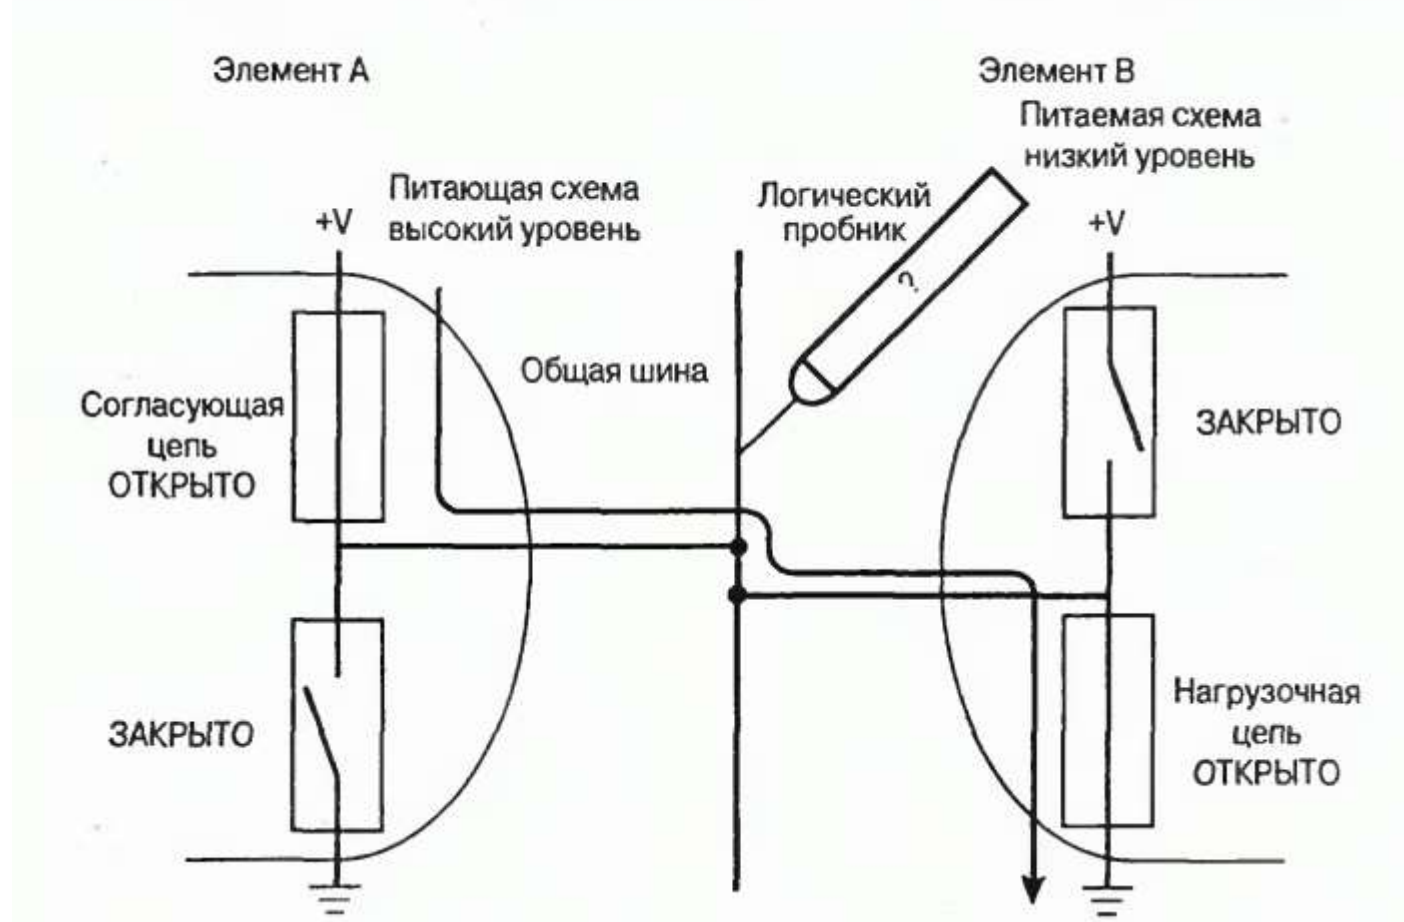 Элемент А
Элемент В
Питаемая схема
низкий уровень
Питающая схема
высокий уровень
+V
Логический
пробник
+V
?
Общая шина
Согласующая
цепь
ОТКРЫТО
ЗАКРЫТО
ЗАКРЫТО
Нагрузочная
цепь
ОТКРЫТО